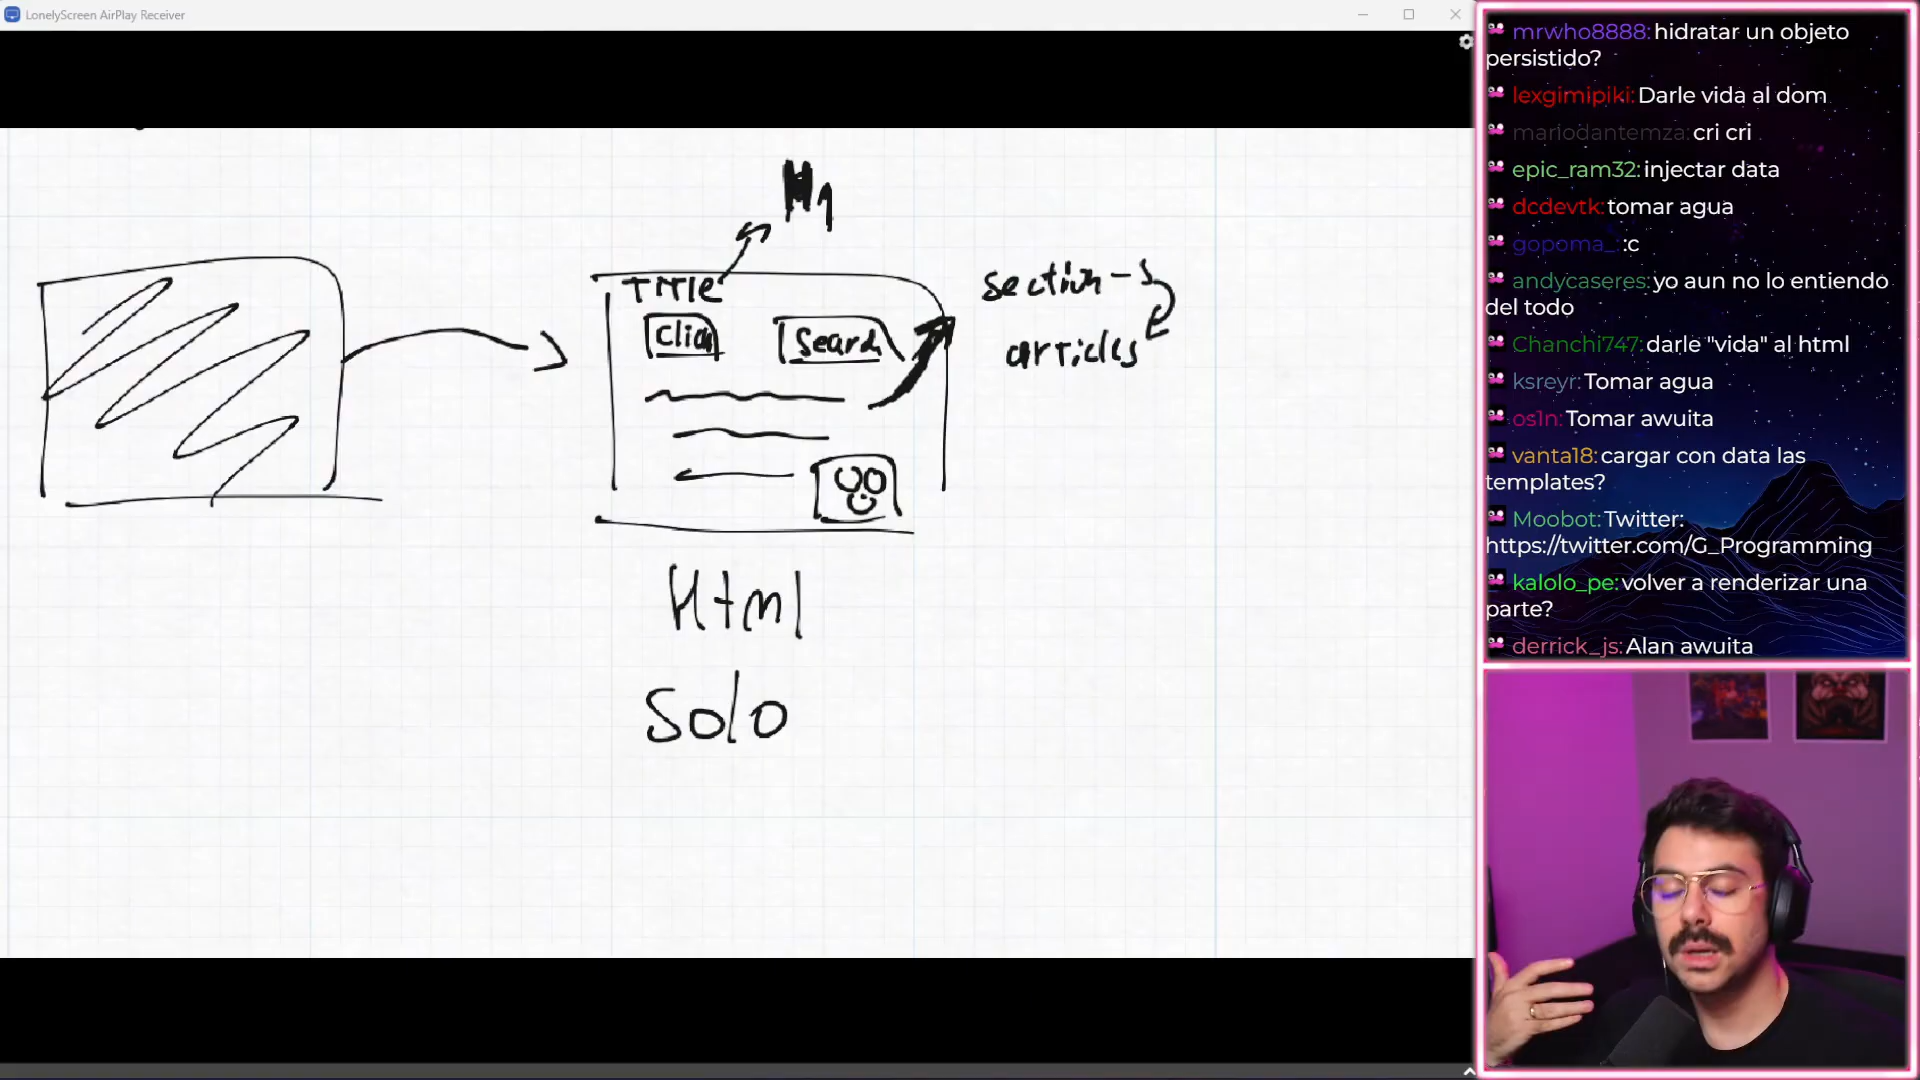 LonelyScreen AirPlay Receiver
H1
TITLE
Click
Search
section - s
articles
Html
Solo
mrwho8888: hidratar un objeto
persistido?
lexgimipiki: Darle vida al dom
mariodantemza: cri cri
epic_ram32: injectar data
dcdevtk: tomar agua
gopoma_: :c
andycaseres: yo aun no lo entiendo
del todo
Chanchi747: darle "vida" al html
ksreyr: Tomar agua
os1n: Tomar awuita
vanta18: cargar con data las
templates?
Moobot: Twitter:
https://twitter.com/G_Programming
kalolo_pe: volver a renderizar una
parte?
derrick_js: Alan awuita